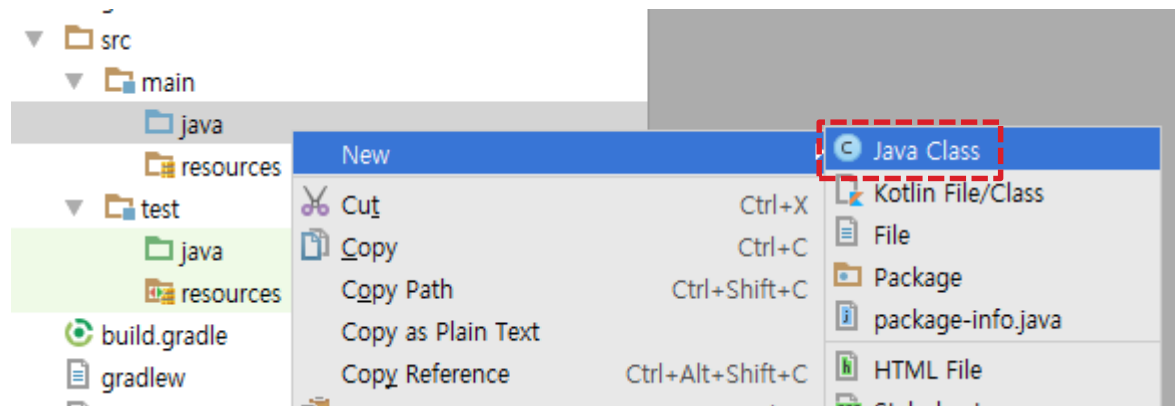 src
main
java
resources
test
java
resources
build.gradle
gradlew
New
Cut Ctrl+X
Copy Ctrl+C
Copy Path Ctrl+Shift+C
Copy as Plain Text
Copy Reference Ctrl+Alt+Shift+C
Java Class
Kotlin File/Class
File
Package
package-info.java
HTML File